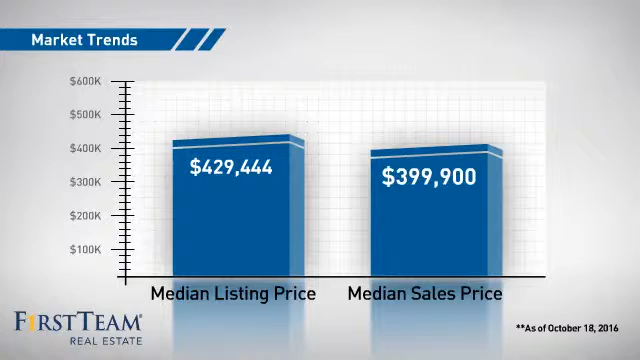 Market Trends
$600K
$500K
$400K
$300K
$200K
$100K
$429,444
$399,900
Median Listing Price
Median Sales Price
FIRSTTEAM®
REAL ESTATE
**As of October 18, 2016